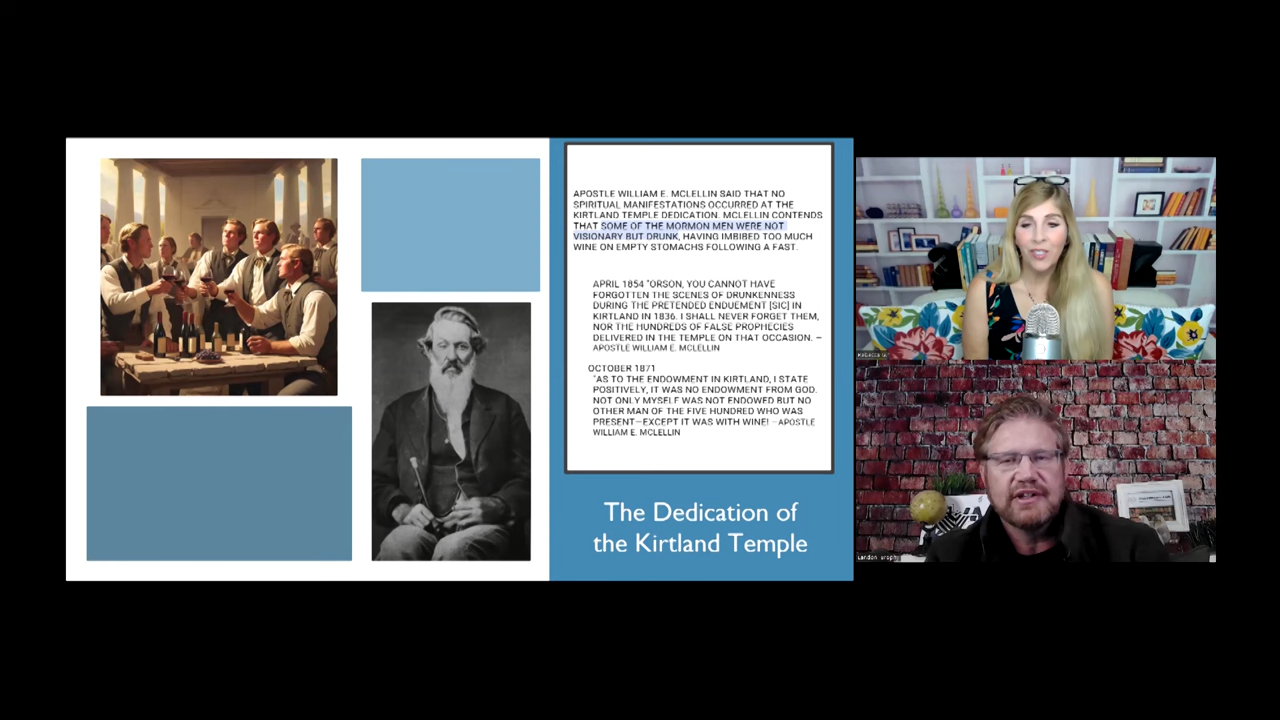 APOSTLE WILLIAM E. MCLELLIN SAID THAT NO
SPIRITUAL MANIFESTATIONS OCCURRED AT THE
KIRTLAND TEMPLE DEDICATION. MCLELLIN CONTENDS
THAT SOME OF THE MORMON MEN WERE NOT
VISIONARY BUT DRUNK, HAVING IMBIBED TOO MUCH
WINE ON EMPTY STOMACHS FOLLOWING A FAST.
APRIL 1854 "ORSON, YOU CANNOT HAVE
FORGOTTEN THE SCENES OF DRUNKENNESS
DURING THE PRETENDED ENDUEMENT [SIC] IN
KIRTLAND IN 1836. I SHALL NEVER FORGET THEM,
NOR THE HUNDREDS OF FALSE PROPHECIES
DELIVERED IN THE TEMPLE ON THAT OCCASION. –
APOSTLE WILLIAM E. MCLELLIN
OCTOBER 1871
"AS TO THE ENDOWMENT IN KIRTLAND, I STATE
POSITIVELY, IT WAS NO ENDOWMENT FROM GOD.
NOT ONLY MYSELF WAS NOT ENDOWED BUT NO
OTHER MAN OF THE FIVE HUNDRED WHO WAS
PRESENT—EXCEPT IT WAS WITH WINE! —APOSTLE
WILLIAM E. MCLELLIN
The Dedication of
the Kirtland Temple
Landon Brophy